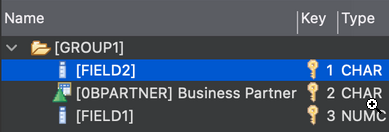 Name Key Type
[GROUP1]
[FIELD2] 1 CHAR
[0BPARTNER] Business Partner 2 CHAR
[FIELD1] 3 NUMC